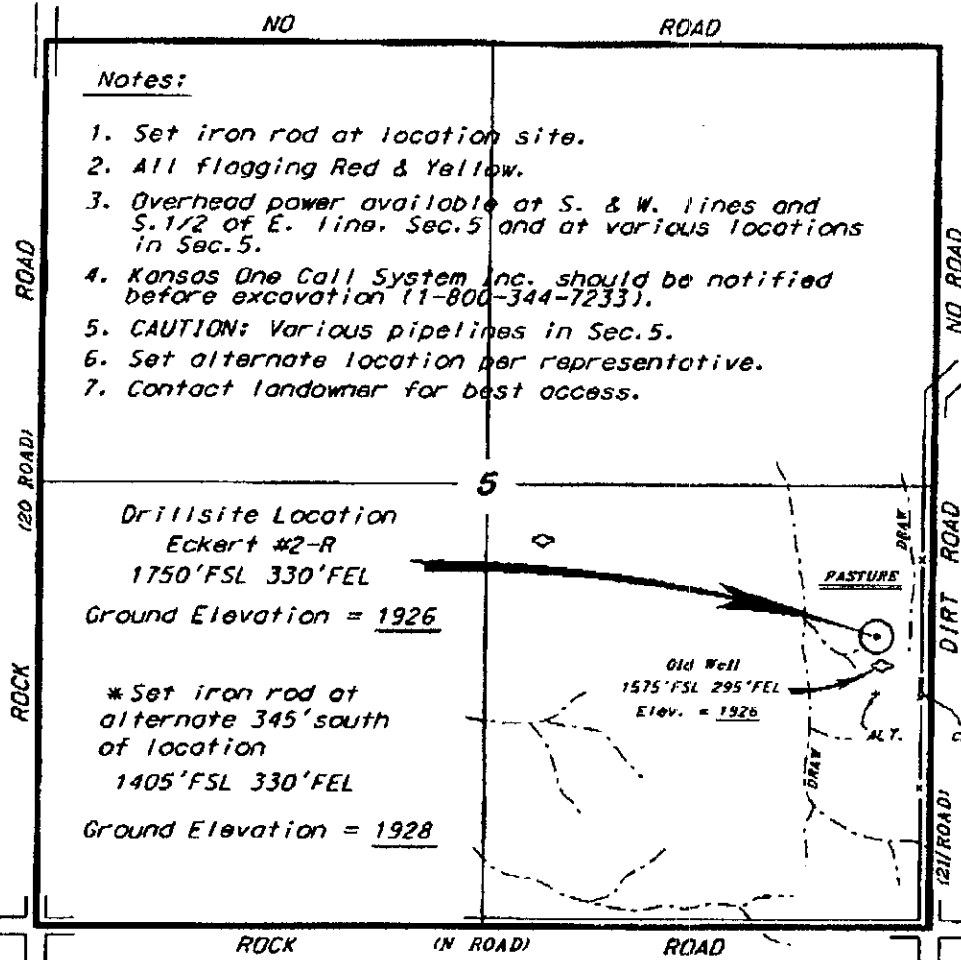 NO ROAD
Notes:
1. Set iron rod at location site.
2. All flagging Red & Yellow.
3. Overhead power available at S. & W. lines and
S.1/2 of E. line. Sec.5 and at various locations
in Sec.5.
4. Kansas One Call System Inc. should be notified
before excavation (1-800-344-7233).
5. CAUTION: Various pipelines in Sec.5.
6. Set alternate location per representative.
7. Contact landowner for best access.
ROAD
(20 ROAD)
ROCK
NO ROAD
DIRT ROAD
(21/ROAD)
5
Drillsite Location
Eckert #2-R
1750'FSL 330'FEL
Ground Elevation = 1926
* Set iron rod at
alternate 345' south
of location
1405'FSL 330'FEL
Ground Elevation = 1928
DRAW
PASTURE
Old Well
1575'FSL 295'FEL
Elev. = 1926
ALT.
DRAW
ROCK (N ROAD) ROAD